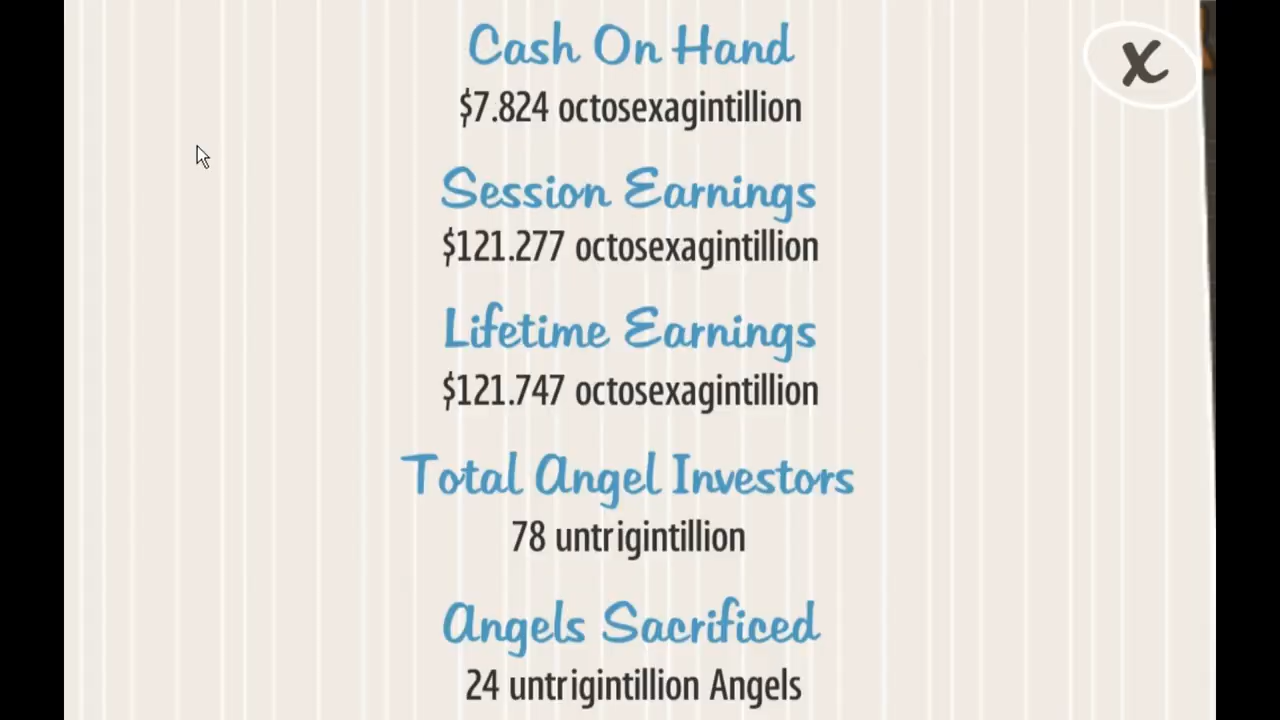 Cash On Hand
$7.824 octosexagintillion
Session Earnings
$121.277 octosexagintillion
Lifetime Earnings
$121.747 octosexagintillion
Total Angel Investors
78 untrigintillion
Angels Sacrificed
24 untrigintillion Angels